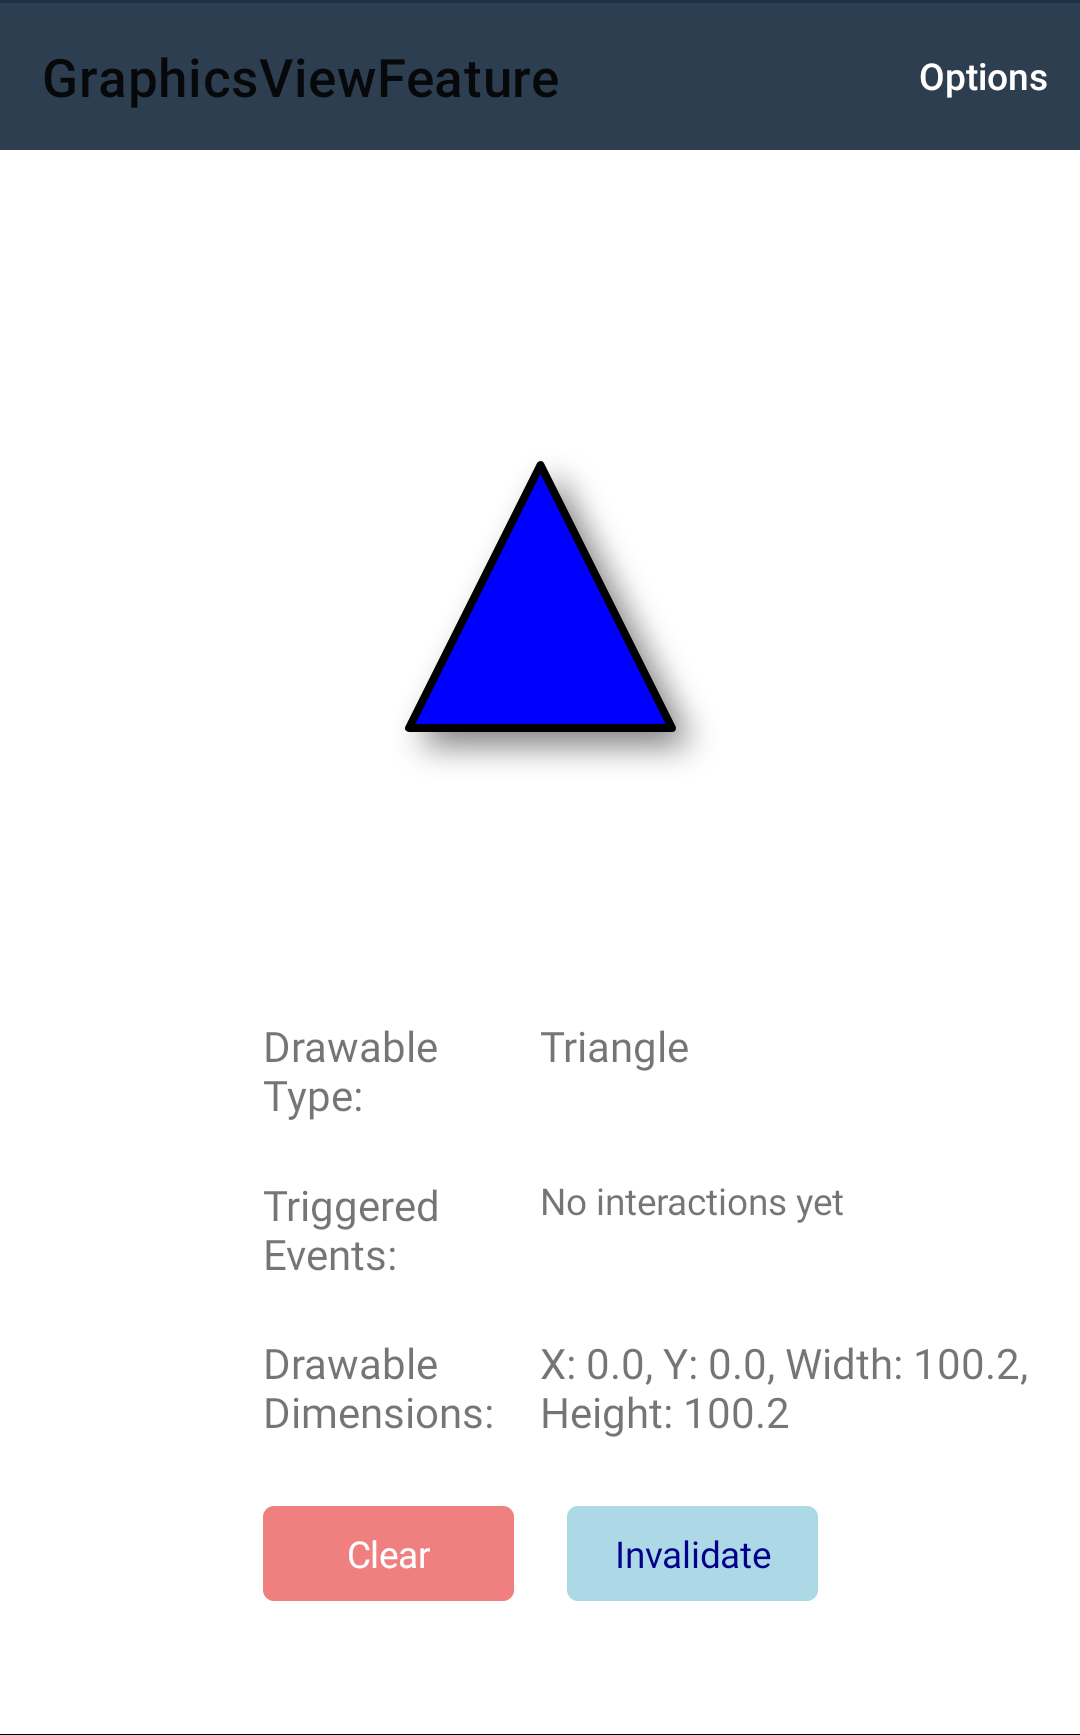 GraphicsViewFeature
Options
Drawable
Type:
Triangle
Triggered
Events:
No interactions yet
Drawable
Dimensions:
X: 0.0, Y: 0.0, Width: 100.2,
Height: 100.2
Clear
Invalidate